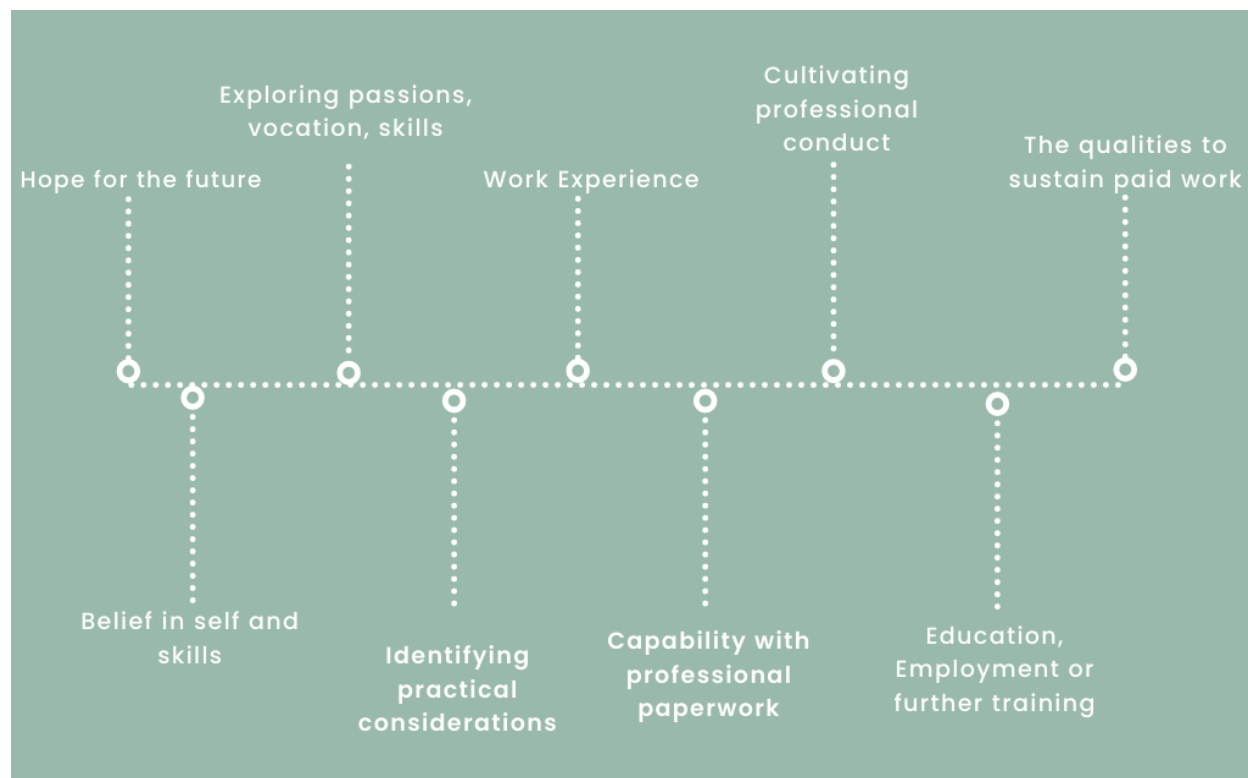 Hope for the future
Belief in self and
skills
Exploring passions,
vocation, skills
Identifying
practical
considerations
Work Experience
Capability with
professional
paperwork
Cultivating
professional
conduct
Education,
Employment or
further training
The qualities to
sustain paid work